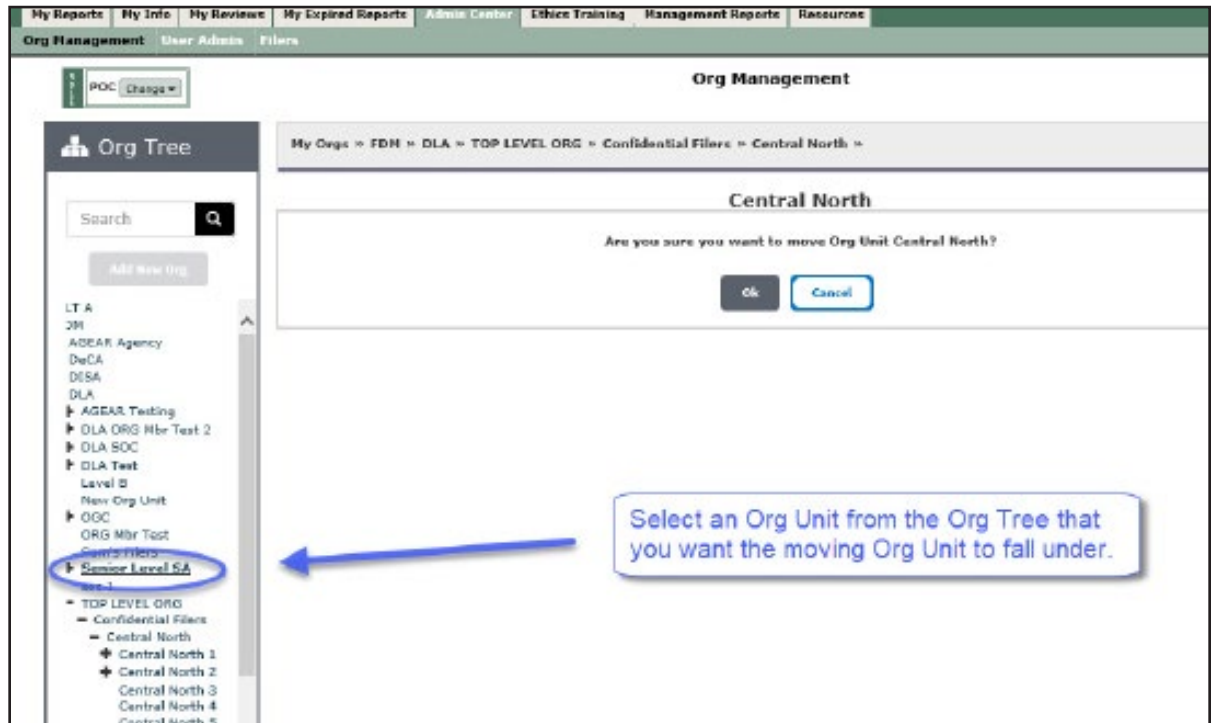 My Reports My Info My Reviews My Expired Reports Admin Center Ethics Training Management Reports Resources
Org Management User Admin Filers
POC Change
Org Management
Org Tree
My Orgs » FDM » DLA » TOP LEVEL ORG » Confidential Filers » Central North »
Search
Central North
Are you sure you want to move Org Unit Central North?
Add New Org
Ok Cancel
LT A
AGEAR Agency
DeCA
DISA
DLA
AGEAR Testing
DLA ORG Mbr Test 2
DLA SOC
DLA Test
Level B
New Org Unit
OGC
ORG Mbr Test
Filers
Senior Level SA
TOP LEVEL ORG
Confidential Filers
Central North
Central North 1
Central North 2
Central North 3
Central North 4
Central North 5
Select an Org Unit from the Org Tree that
you want the moving Org Unit to fall under.